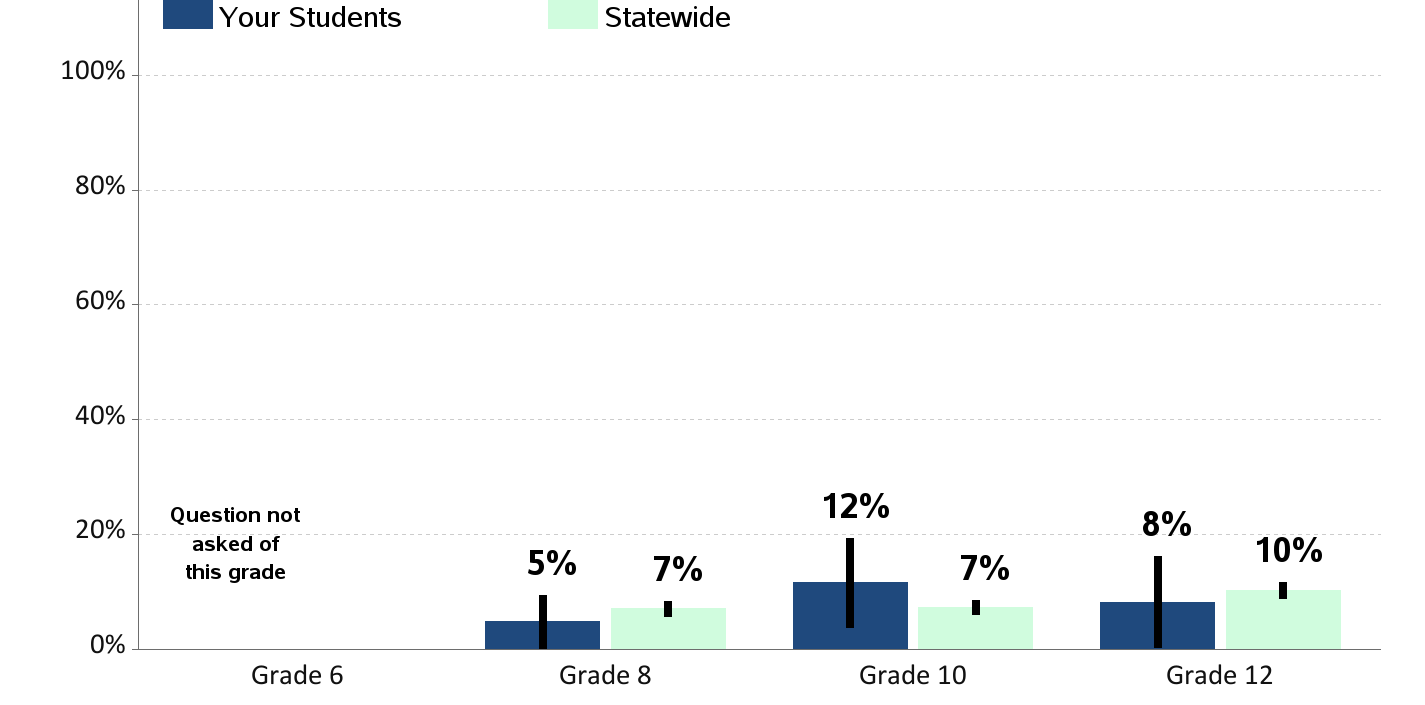 Your Students
Statewide
100%
80%
60%
40%
20%
0%
Question not
asked of
this grade
5%
7%
12%
7%
8%
10%
Grade 6
Grade 8
Grade 10
Grade 12